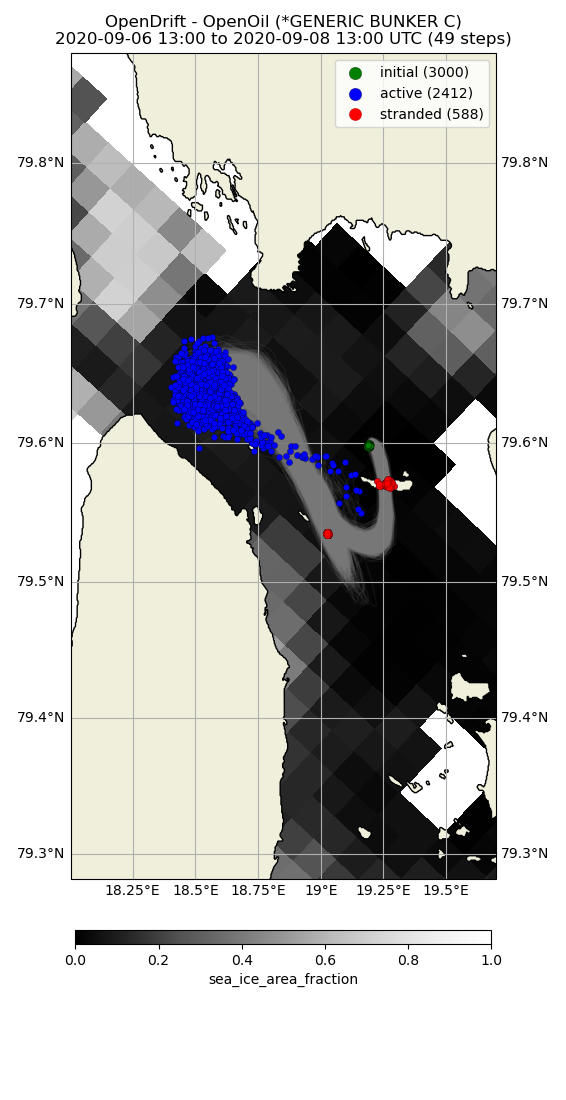 OpenDrift - OpenOil (*GENERIC BUNKER C)
2020-09-06 13:00 to 2020-09-08 13:00 UTC (49 steps)
initial (3000)
active (2412)
stranded (588)
79.8°N 79.8°N
79.7°N 79.7°N
79.6°N 79.6°N
79.5°N 79.5°N
79.4°N 79.4°N
79.3°N 79.3°N
18.25°E 18.5°E 18.75°E 19°E 19.25°E 19.5°E
0.0 0.2 0.4 0.6 0.8 1.0
sea_ice_area_fraction